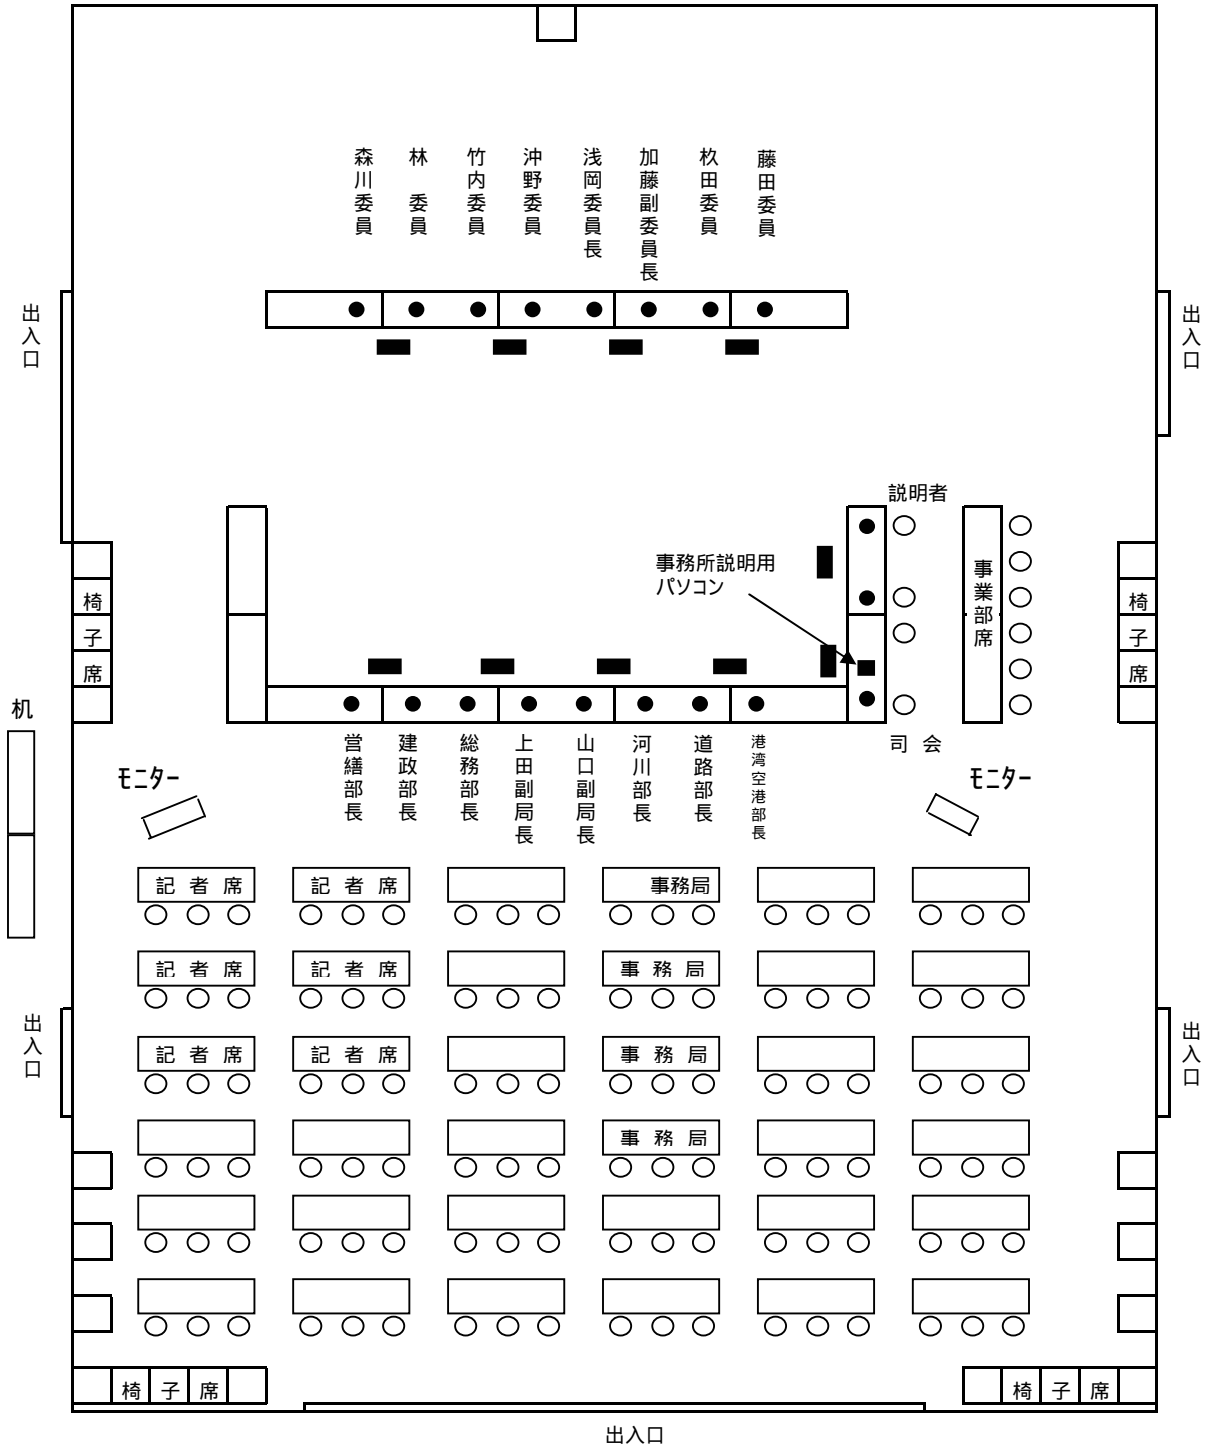 森川委員
林　委員
竹内委員
沖野委員
浅岡委員長
加藤副委員長
杦田委員
藤田委員
出入口
出入口
説明者
事務所説明用
パソコン
事業部席
椅子席
椅子席
机
営繕部長
建政部長
総務部長
上田副局長
山口副局長
河川部長
道路部長
港湾空港部長
司　会
モニター
モニター
記　者　席
記　者　席
事務局
記　者　席
記　者　席
事　務　局
出入口
出入口
記　者　席
記　者　席
事　務　局
事　務　局
椅子席
椅子席
出入口